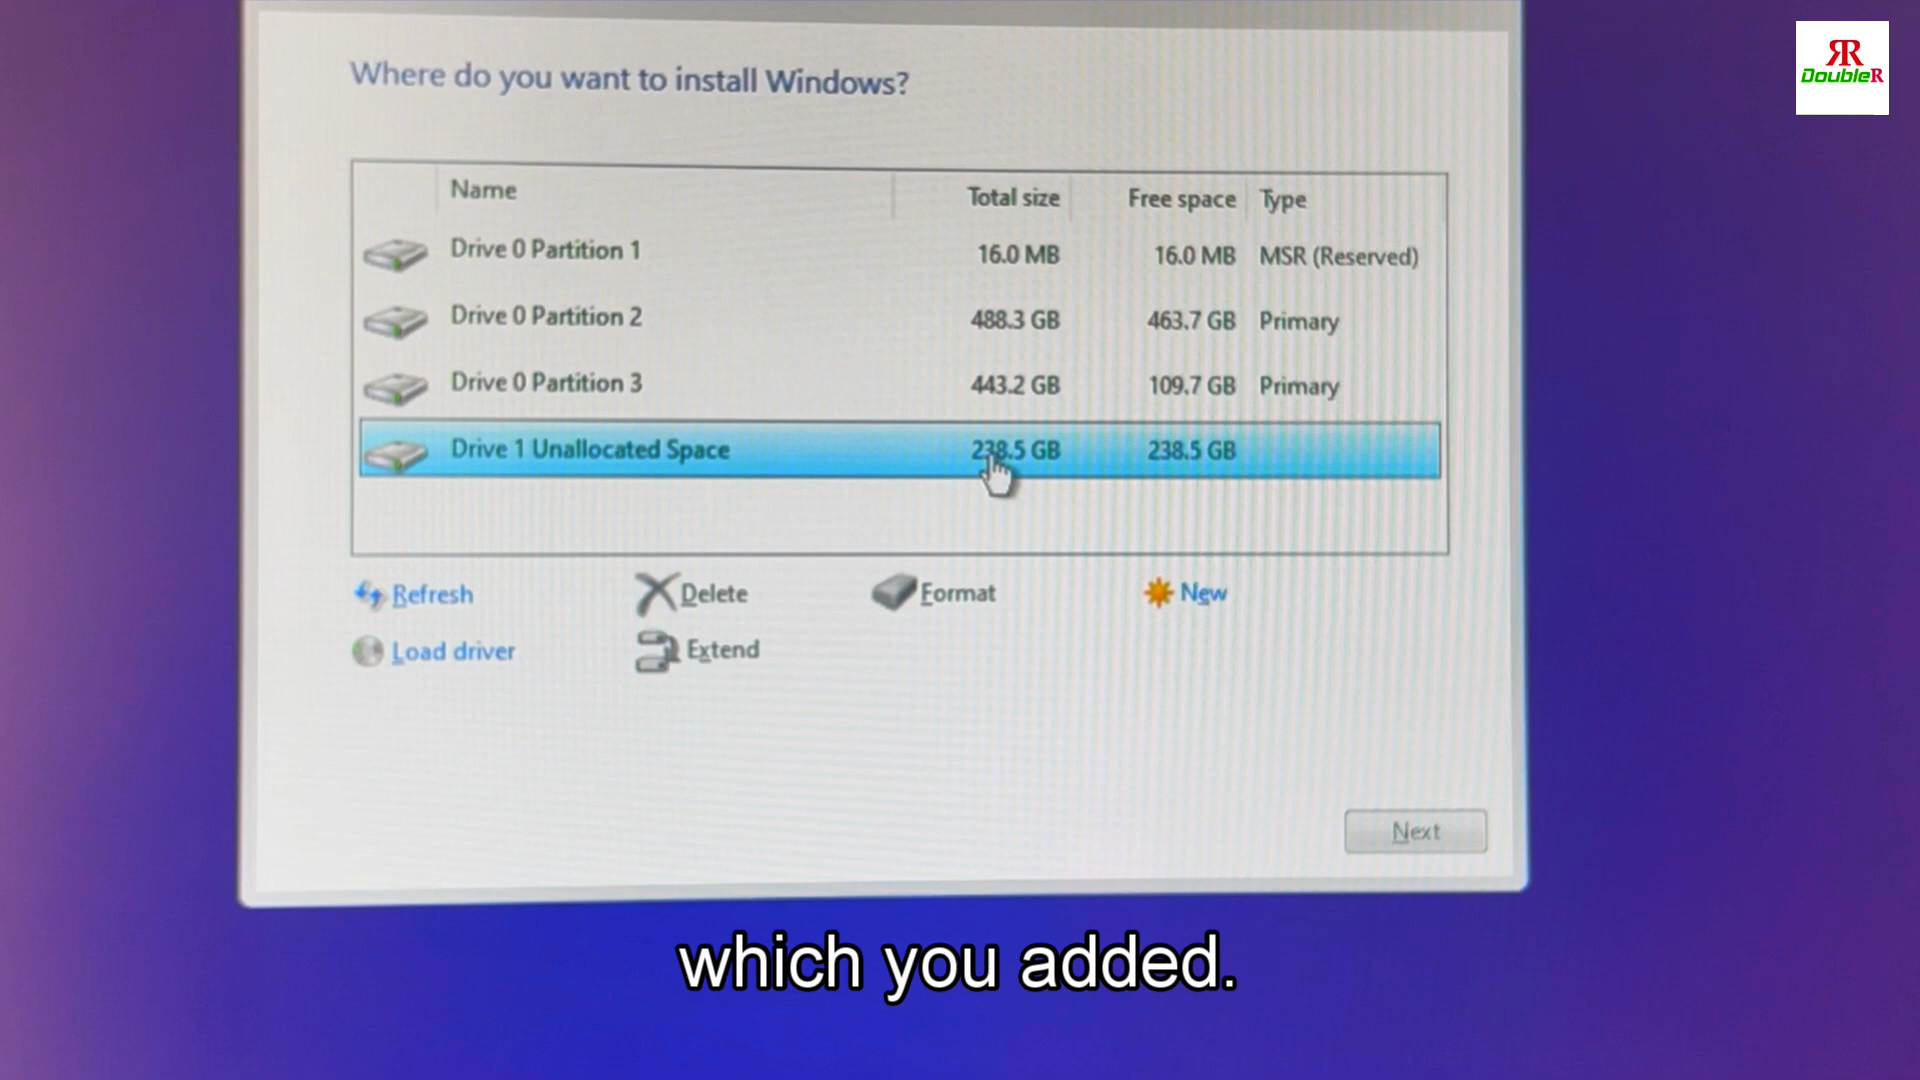 RR
DoubleR
Where do you want to install Windows?
Name Total size Free space Type
Drive 0 Partition 1 16.0 MB 16.0 MB MSR (Reserved)
Drive 0 Partition 2 488.3 GB 463.7 GB Primary
Drive 0 Partition 3 443.2 GB 109.7 GB Primary
Drive 1 Unallocated Space 238.5 GB 238.5 GB
Refresh Delete Format New
Load driver Extend
Next
which you added.